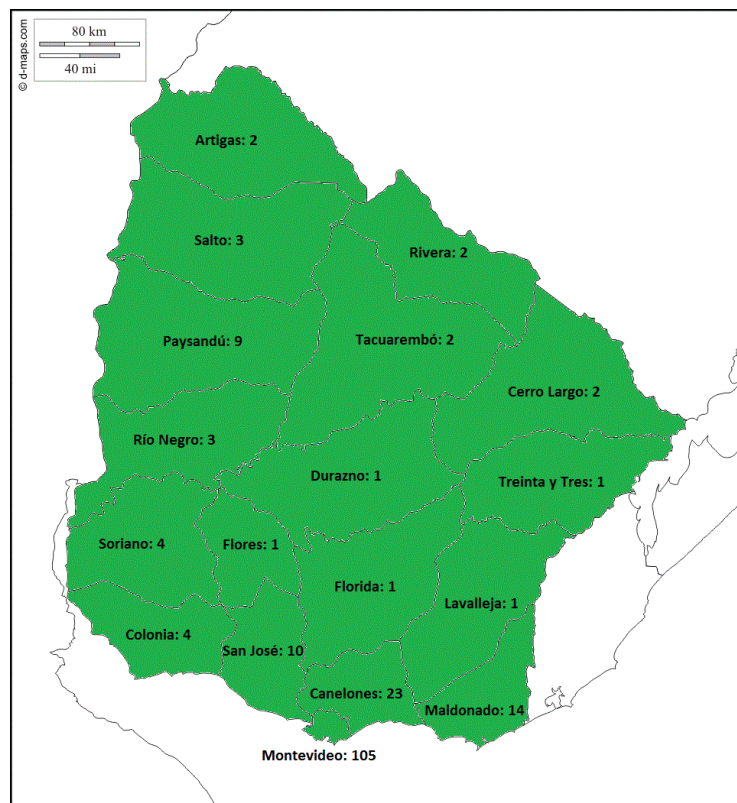 80 km
40 mi
© d-maps.com
Artigas: 2
Salto: 3
Rivera: 2
Paysandú: 9
Tacuarembó: 2
Cerro Largo: 2
Río Negro: 3
Durazno: 1
Treinta y Tres: 1
Soriano: 4
Flores: 1
Florida: 1
Lavalleja: 1
Colonia: 4
San José: 10
Canelones: 23
Maldonado: 14
Montevideo: 105